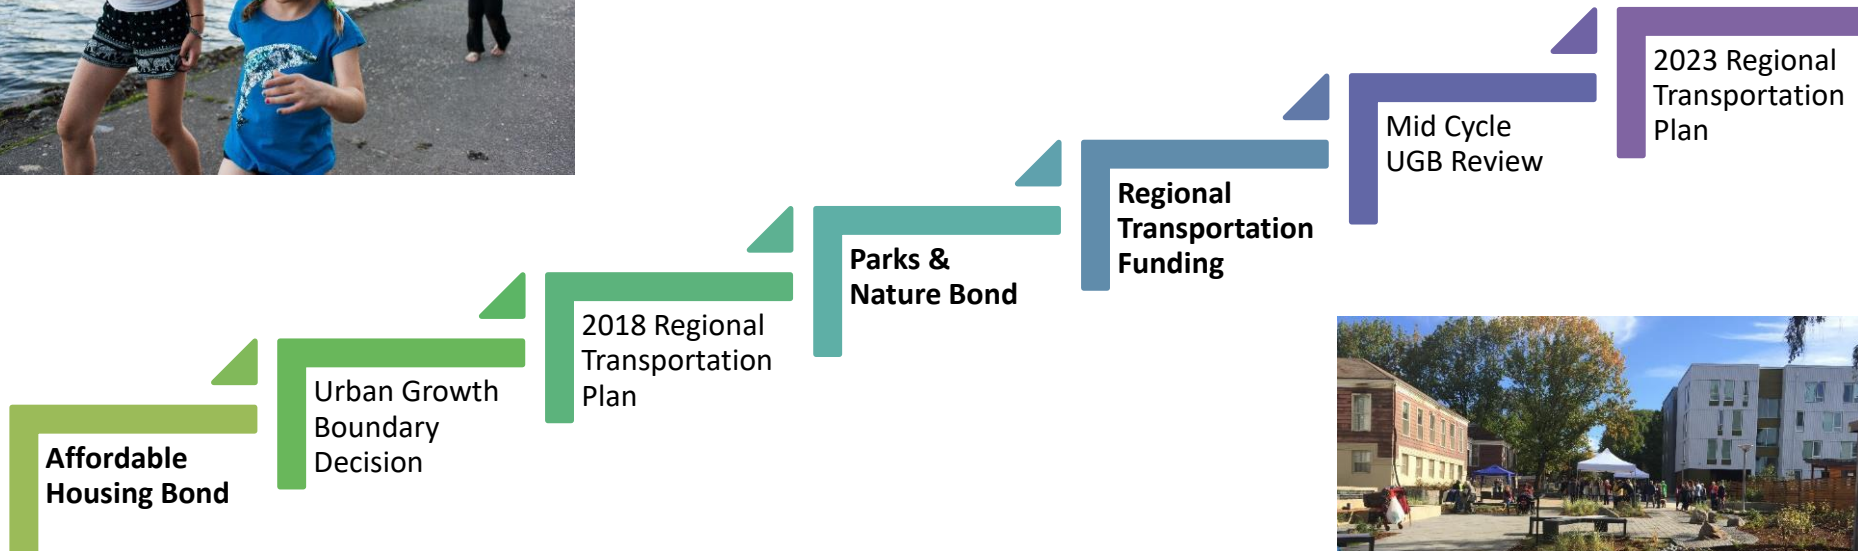 Affordable
Housing Bond
Urban Growth
Boundary
Decision
2018 Regional
Transportation
Plan
Parks &
Nature Bond
Regional
Transportation
Funding
Mid Cycle
UGB Review
2023 Regional
Transportation
Plan